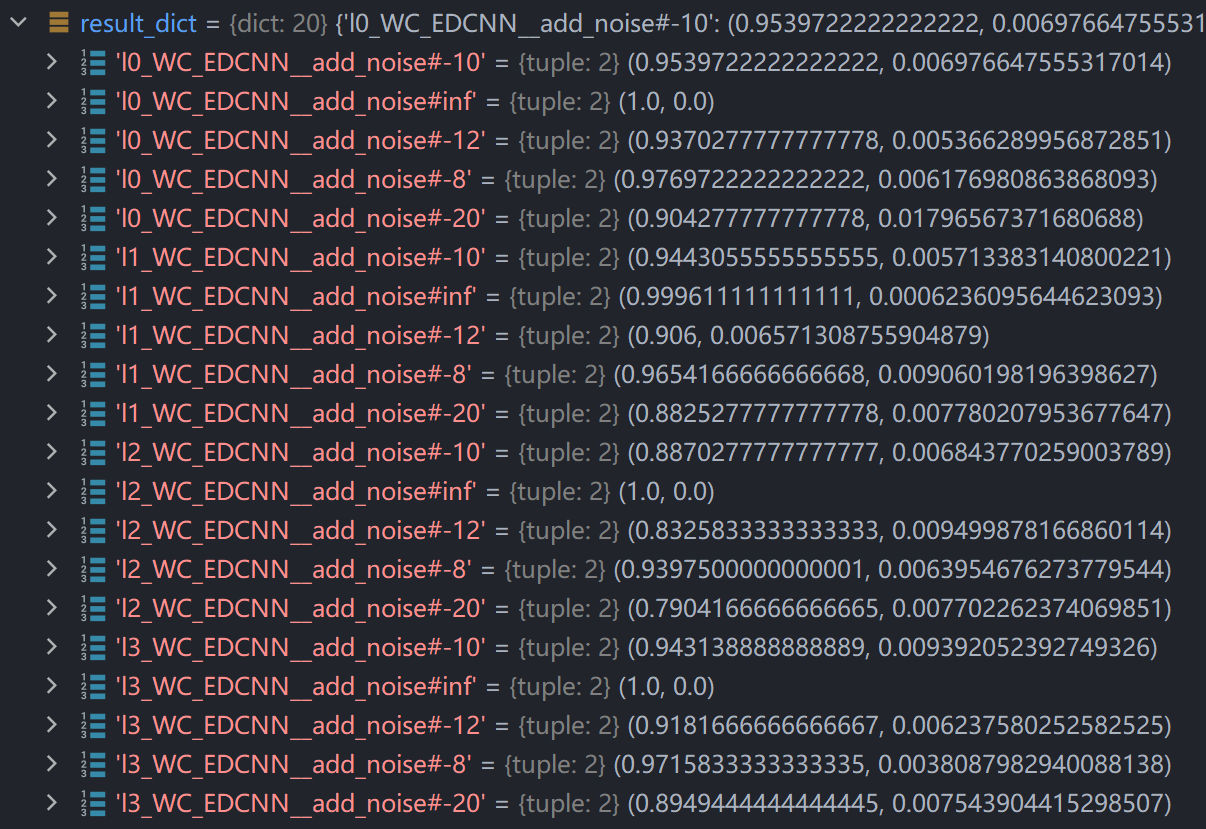 result_dict = {dict: 20} {'l0_WC_EDCNN__add_noise#-10': (0.9539722222222222, 0.00697664755531
'l0_WC_EDCNN__add_noise#-10' = {tuple: 2} (0.9539722222222222, 0.006976647555317014)
'l0_WC_EDCNN__add_noise#inf' = {tuple: 2} (1.0, 0.0)
'l0_WC_EDCNN__add_noise#-12' = {tuple: 2} (0.9370277777777778, 0.005366289956872851)
'l0_WC_EDCNN__add_noise#-8' = {tuple: 2} (0.9769722222222222, 0.006176980863868093)
'l0_WC_EDCNN__add_noise#-20' = {tuple: 2} (0.904277777777778, 0.01796567371680688)
'l1_WC_EDCNN__add_noise#-10' = {tuple: 2} (0.9443055555555555, 0.005713383140800221)
'l1_WC_EDCNN__add_noise#inf' = {tuple: 2} (0.999611111111111, 0.0006236095644623093)
'l1_WC_EDCNN__add_noise#-12' = {tuple: 2} (0.906, 0.006571308755904879)
'l1_WC_EDCNN__add_noise#-8' = {tuple: 2} (0.9654166666666668, 0.009060198196398627)
'l1_WC_EDCNN__add_noise#-20' = {tuple: 2} (0.8825277777777778, 0.007780207953677647)
'l2_WC_EDCNN__add_noise#-10' = {tuple: 2} (0.8870277777777777, 0.006843770259003789)
'l2_WC_EDCNN__add_noise#inf' = {tuple: 2} (1.0, 0.0)
'l2_WC_EDCNN__add_noise#-12' = {tuple: 2} (0.8325833333333333, 0.009499878166860114)
'l2_WC_EDCNN__add_noise#-8' = {tuple: 2} (0.9397500000000001, 0.0063954676273779544)
'l2_WC_EDCNN__add_noise#-20' = {tuple: 2} (0.7904166666666665, 0.007702262374069851)
'l3_WC_EDCNN__add_noise#-10' = {tuple: 2} (0.943138888888889, 0.009392052392749326)
'l3_WC_EDCNN__add_noise#inf' = {tuple: 2} (1.0, 0.0)
'l3_WC_EDCNN__add_noise#-12' = {tuple: 2} (0.9181666666666667, 0.006237580252582525)
'l3_WC_EDCNN__add_noise#-8' = {tuple: 2} (0.9715833333333335, 0.0038087982940088138)
'l3_WC_EDCNN__add_noise#-20' = {tuple: 2} (0.8949444444444445, 0.007543904415298507)